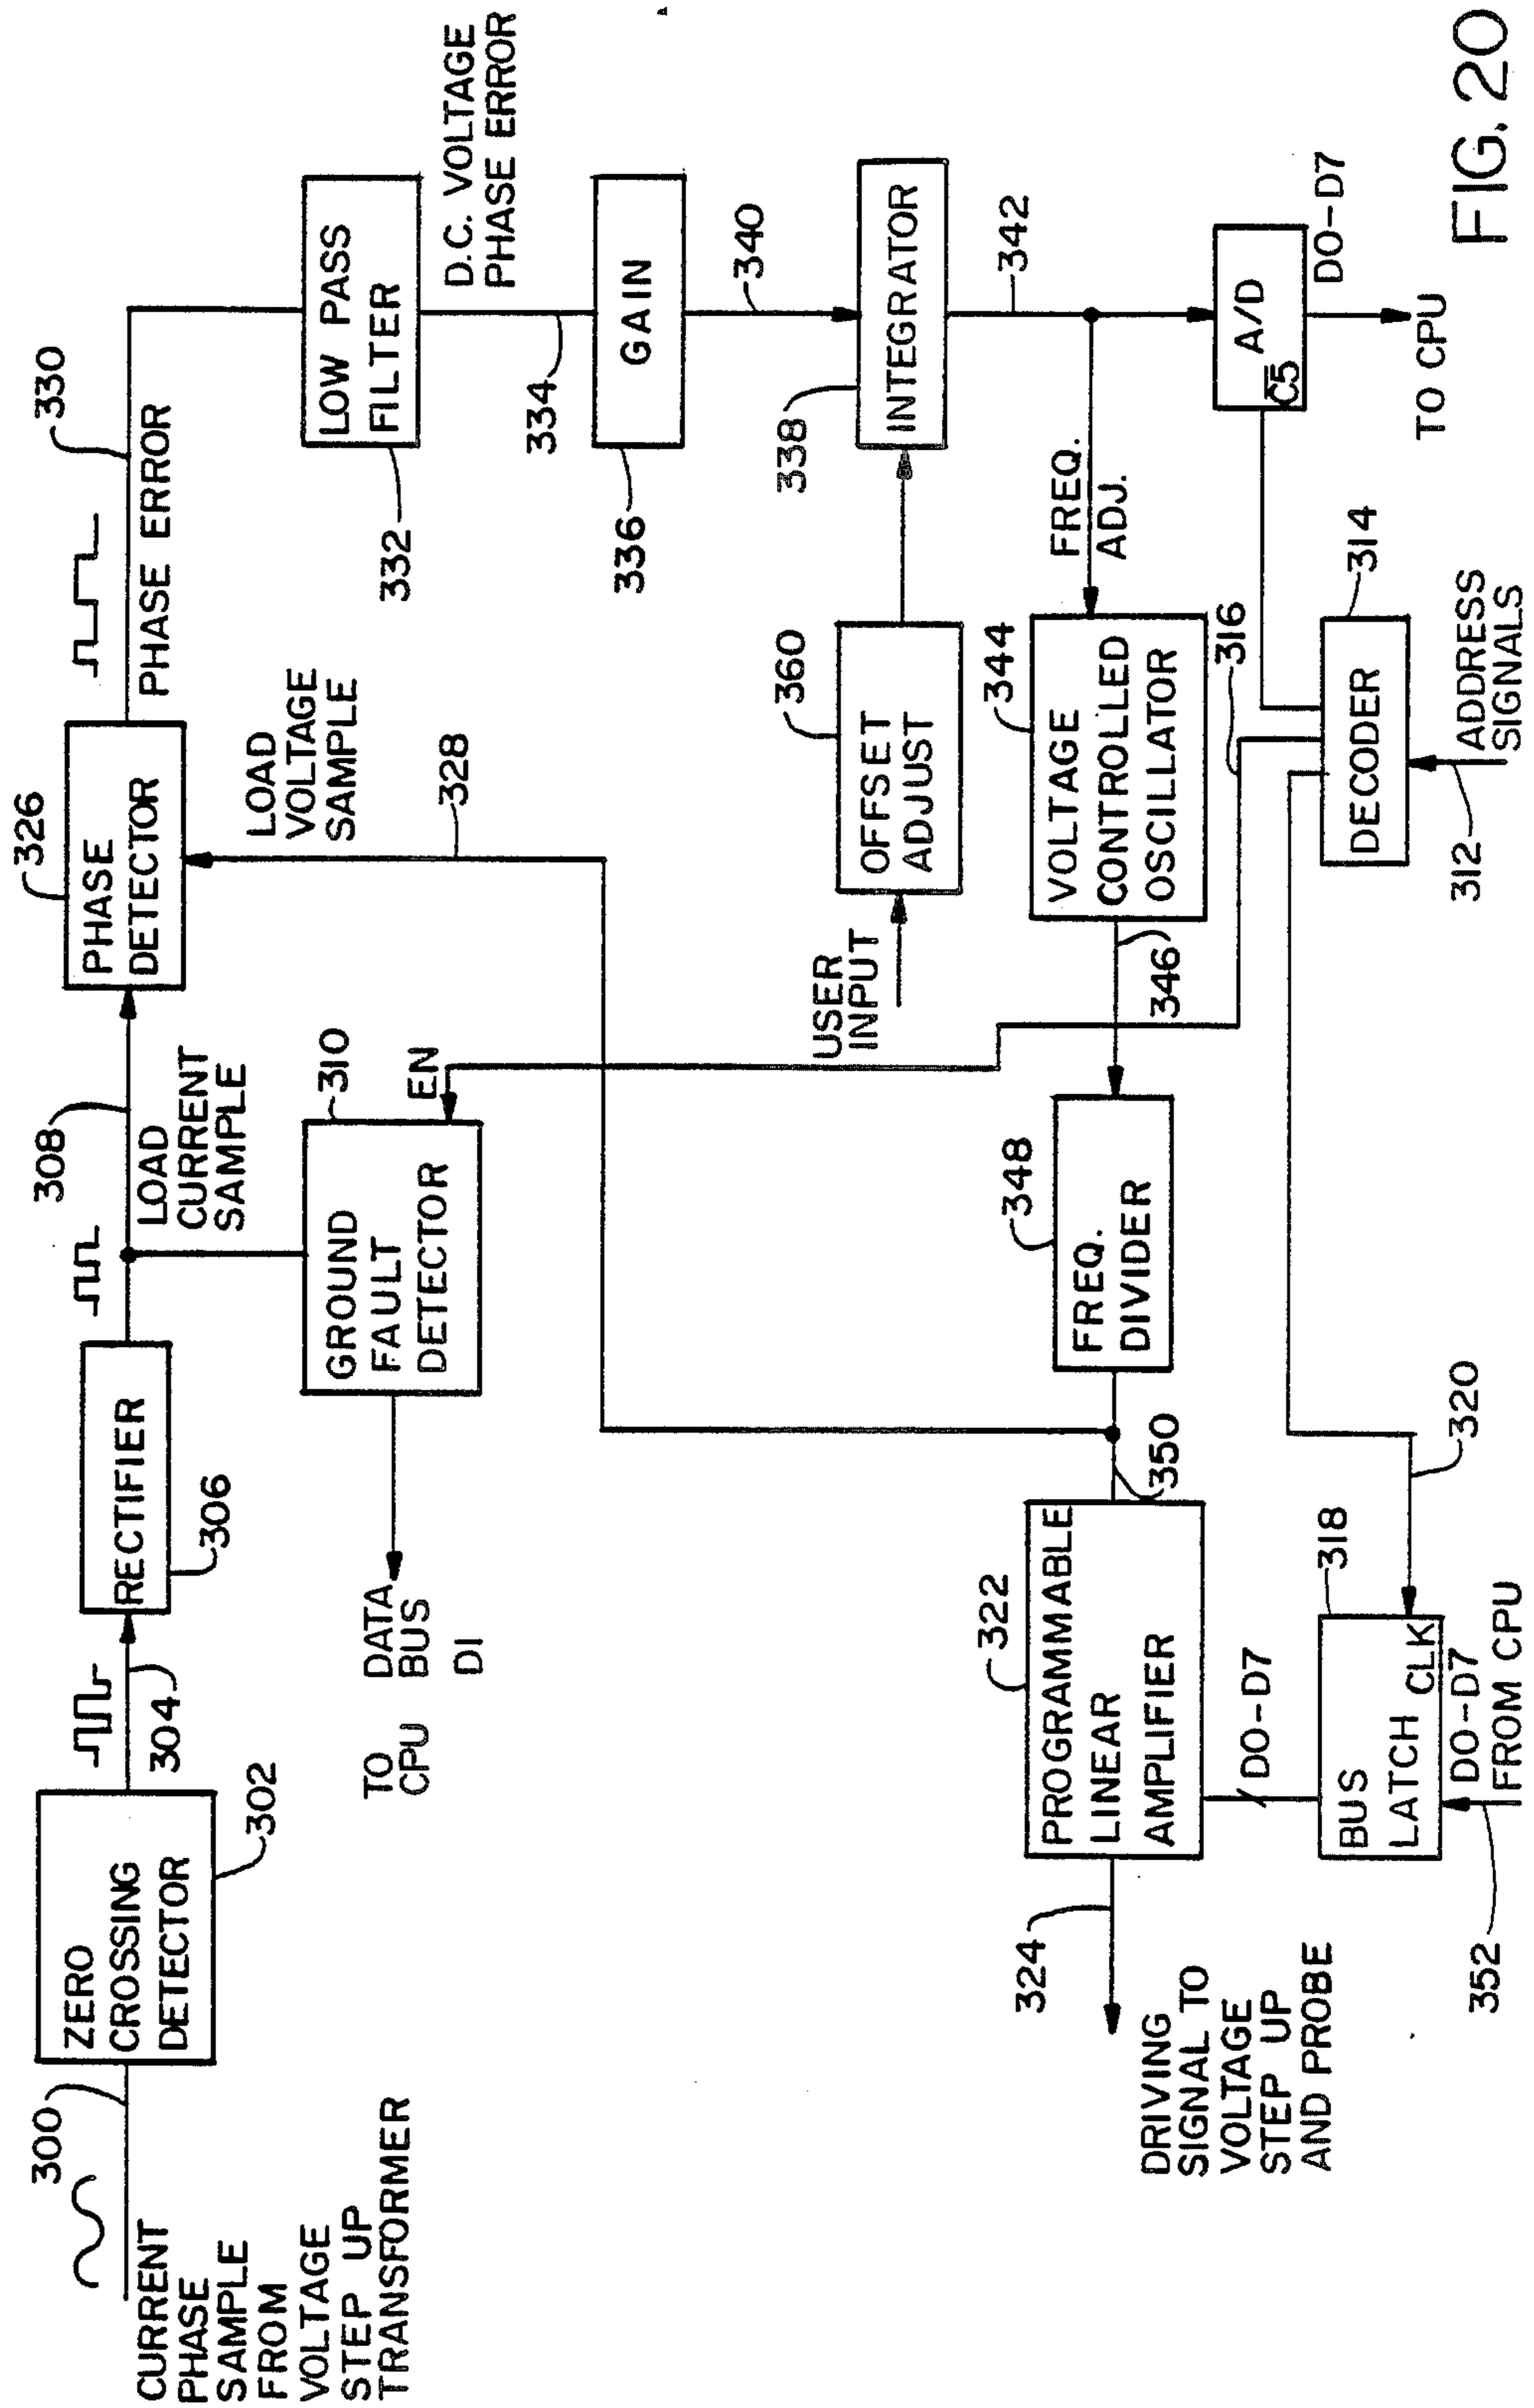 300
CURRENT
PHASE
SAMPLE
FROM
VOLTAGE
STEP UP
TRANSFORMER
ZERO
CROSSING
DETECTOR
302
304
RECTIFIER
306
308
LOAD
CURRENT
SAMPLE
GROUND
FAULT
DETECTOR
310
EN
TO
CPU
DATA
BUS
DI
PHASE
DETECTOR
326
LOAD
VOLTAGE
SAMPLE
328
330
PHASE ERROR
LOW PASS
FILTER
332
334
D.C. VOLTAGE
PHASE ERROR
GAIN
336
340
INTEGRATOR
338
342
USER
INPUT
OFFSET
ADJUST
360
FREQ.
ADJ.
VOLTAGE
CONTROLLED
OSCILLATOR
344
346
316
FREQ.
DIVIDER
348
350
PROGRAMMABLE
LINEAR
AMPLIFIER
322
324
DRIVING
SIGNAL TO
VOLTAGE
STEP UP
AND PROBE
DO-D7
BUS
LATCH
CLK
318
320
DO-D7
FROM CPU
352
DECODER
314
312
ADDRESS
SIGNALS
A/D
C̅5̅
DO-D7
TO CPU
FIG. 20